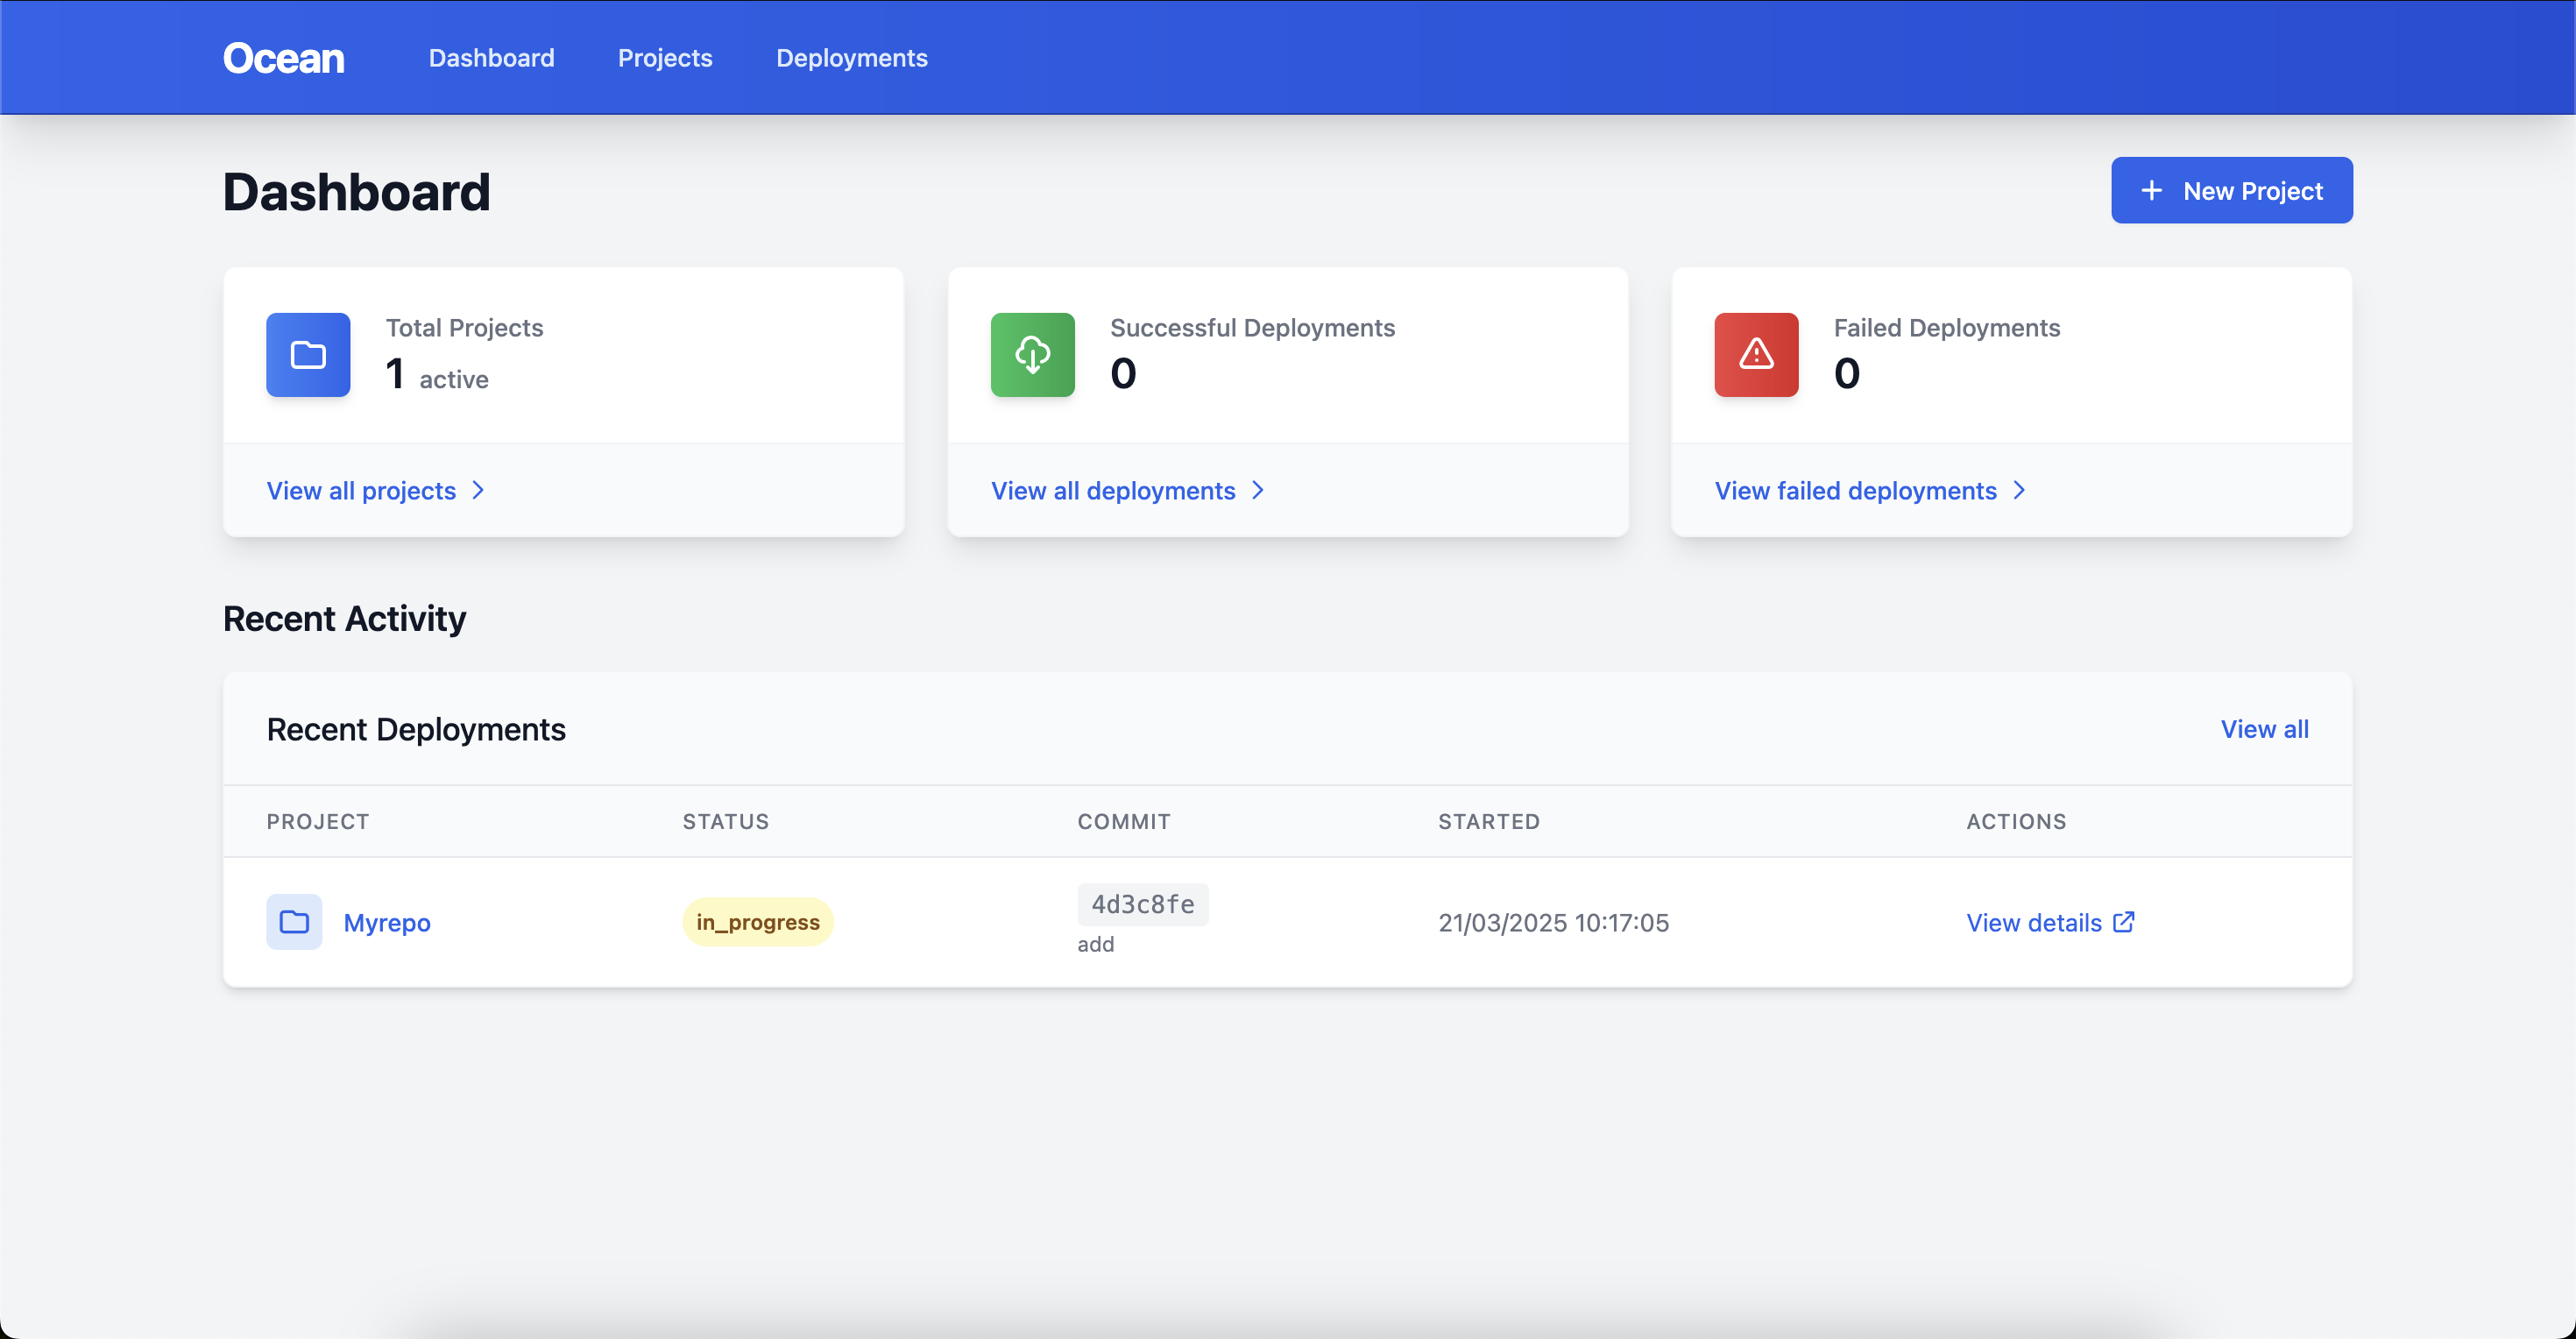 Ocean Dashboard Projects Deployments
Dashboard
New Project
Total Projects
1 active
View all projects
Successful Deployments
0
View all deployments
Failed Deployments
0
View failed deployments
Recent Activity
Recent Deployments
View all
PROJECT STATUS COMMIT STARTED ACTIONS
Myrepo in_progress 4d3c8fe 21/03/2025 10:17:05 View details
add